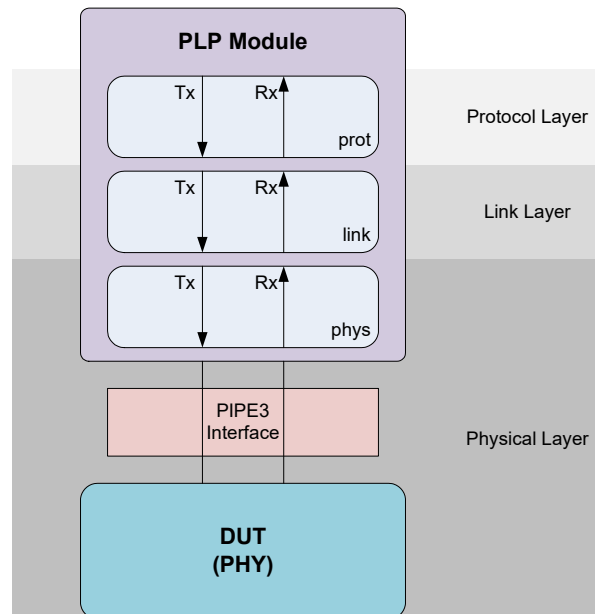 PLP Module
Tx Rx
prot
Protocol Layer
Tx Rx
link
Link Layer
Tx Rx
phys
PIPE3
Interface
Physical Layer
DUT
(PHY)